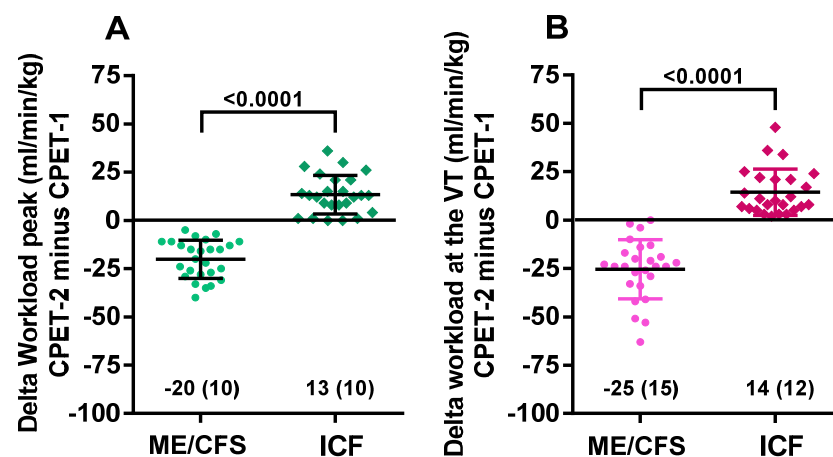 A
Delta Workload peak (ml/min/kg)
CPET-2 minus CPET-1
75
50
25
0
-25
-50
-75
-100
<0.0001
-20 (10)
13 (10)
ME/CFS
ICF
B
Delta workload at the VT (ml/min/kg)
CPET-2 minus CPET-1
75
50
25
0
-25
-50
-75
-100
<0.0001
-25 (15)
14 (12)
ME/CFS
ICF